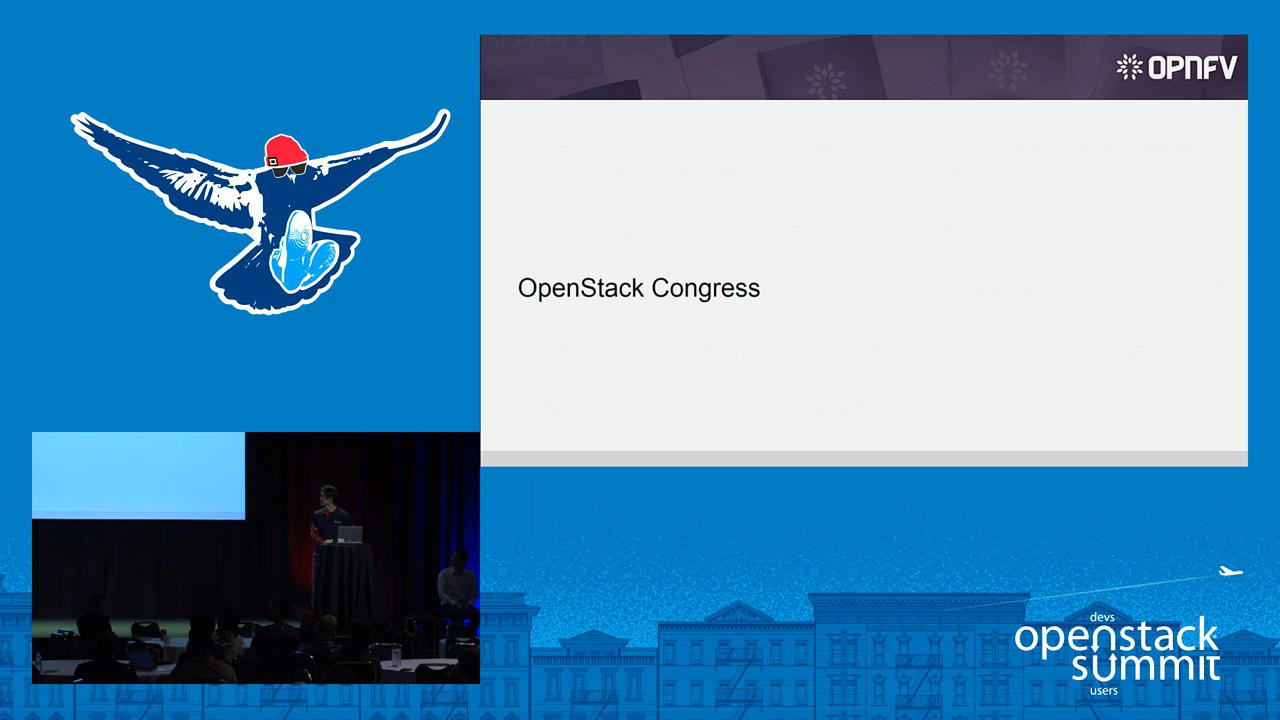 OPNFV
OpenStack Congress
devs
openstack
summit
users